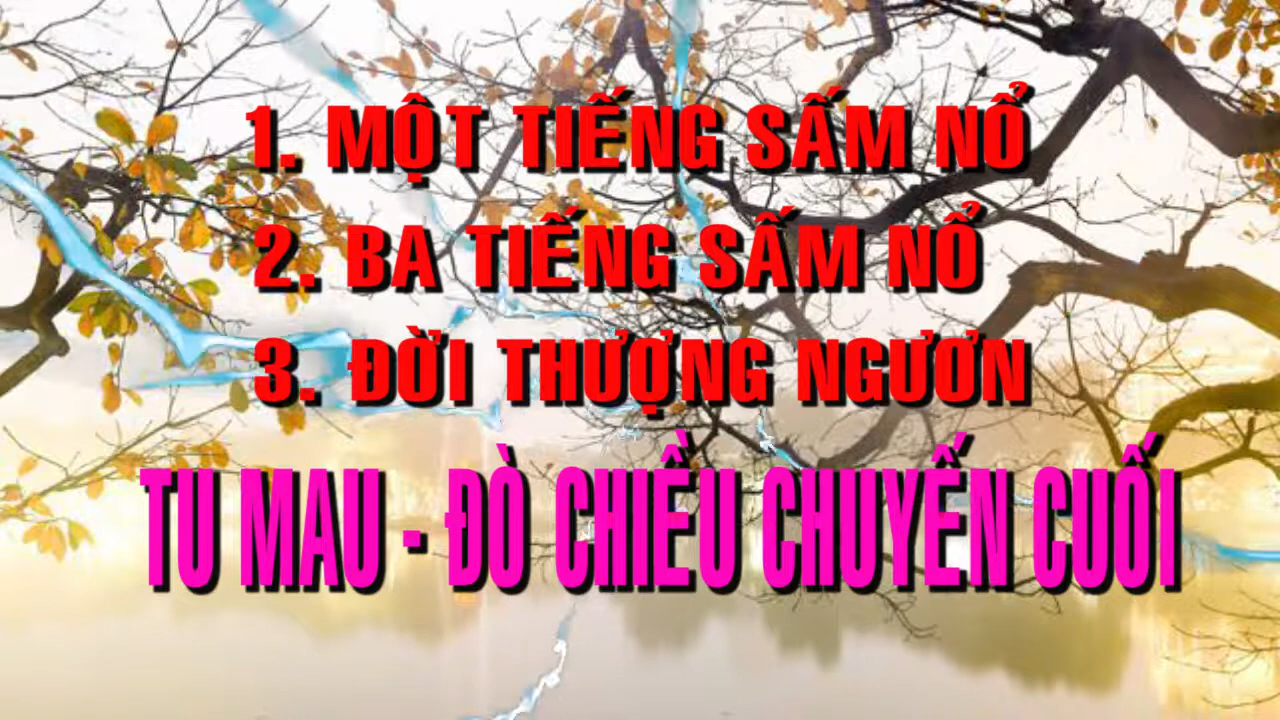 1. MỘT TIẾNG SẤM NỔ
2. BA TIẾNG SẤM NỔ
3. ĐỜI THƯỢNG NGƯƠN
TU MAU - ĐÒ CHIỀU CHUYẾN CUỐI